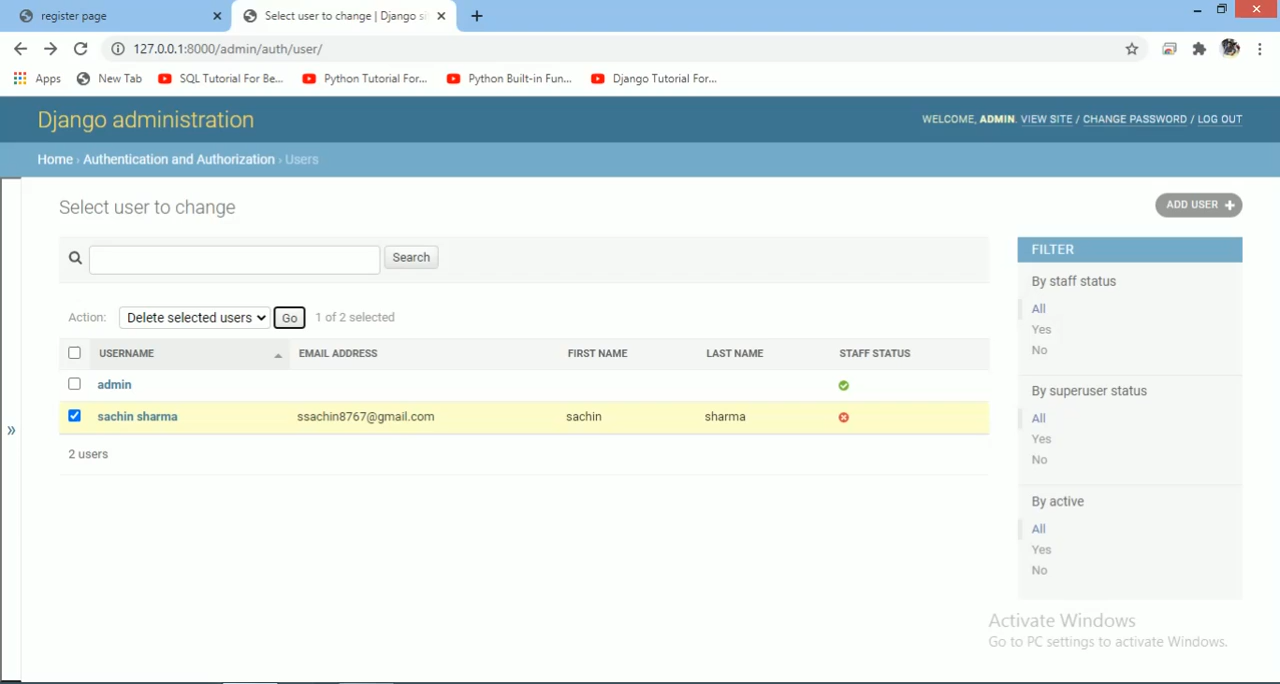 register page
Select user to change | Django si
127.0.0.1:8000/admin/auth/user/
Apps New Tab SQL Tutorial For Be... Python Tutorial For... Python Built-in Fun... Django Tutorial For...
Django administration
WELCOME, ADMIN. VIEW SITE / CHANGE PASSWORD / LOG OUT
Home › Authentication and Authorization › Users
Select user to change
ADD USER +
Search
Action: Delete selected users Go 1 of 2 selected
USERNAME EMAIL ADDRESS FIRST NAME LAST NAME STAFF STATUS
admin
sachin sharma ssachin8767@gmail.com sachin sharma
2 users
»
FILTER
By staff status
All
Yes
No
By superuser status
All
Yes
No
By active
All
Yes
No
Activate Windows
Go to PC settings to activate Windows.